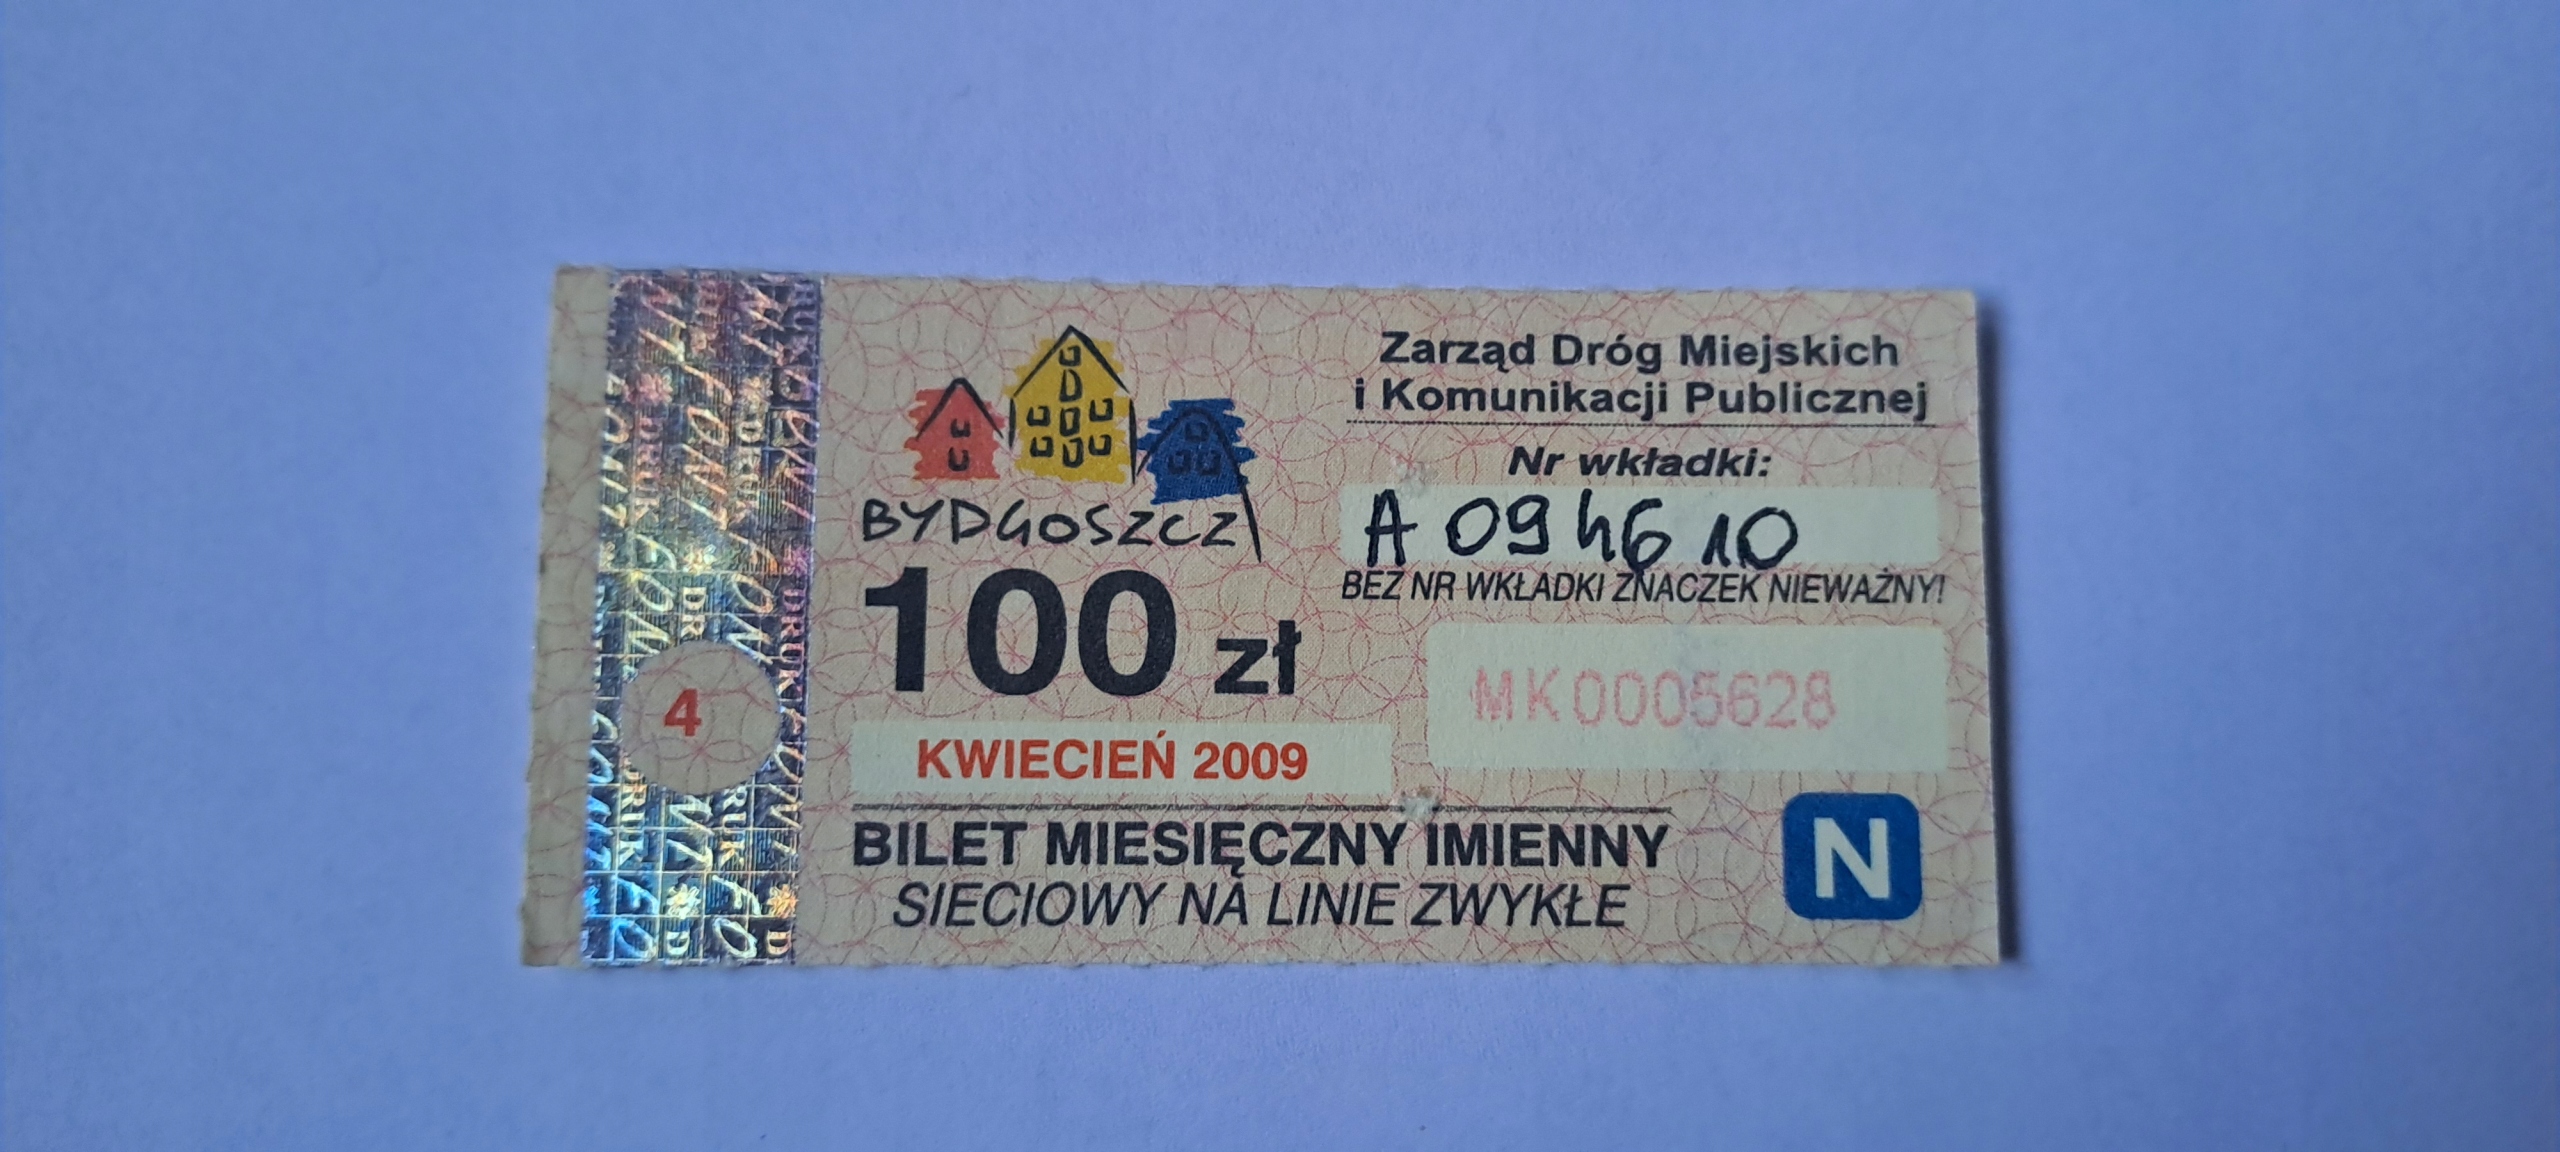 BYDGOSZCZ
Zarząd Dróg Miejskich
i Komunikacji Publicznej
Nr wkładki:
A 094610
BEZ NR WKŁADKI ZNACZEK NIEWAŻNY!
100 zł
MK0005628
4
KWIECIEŃ 2009
BILET MIESIĘCZNY IMIENNY
SIECIOWY NA LINIE ZWYKŁE
N